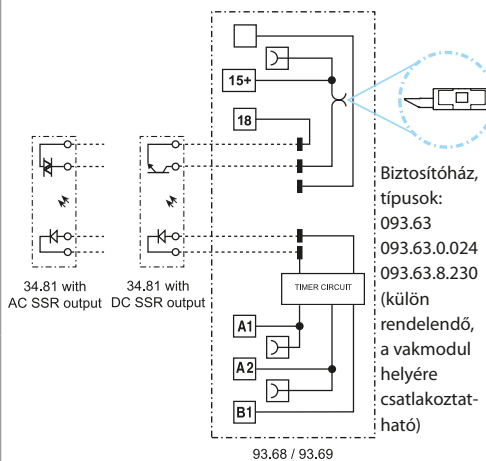 15+
18
34.81 with
AC SSR output
34.81 with
DC SSR output
TIMER CIRCUIT
A1
A2
B1
93.68 / 93.69
Biztosítóház,
típusok:
093.63
093.63.0.024
093.63.8.230
(külön
rendelendő,
a vakmodul
helyére
csatlakoztat-
ható)